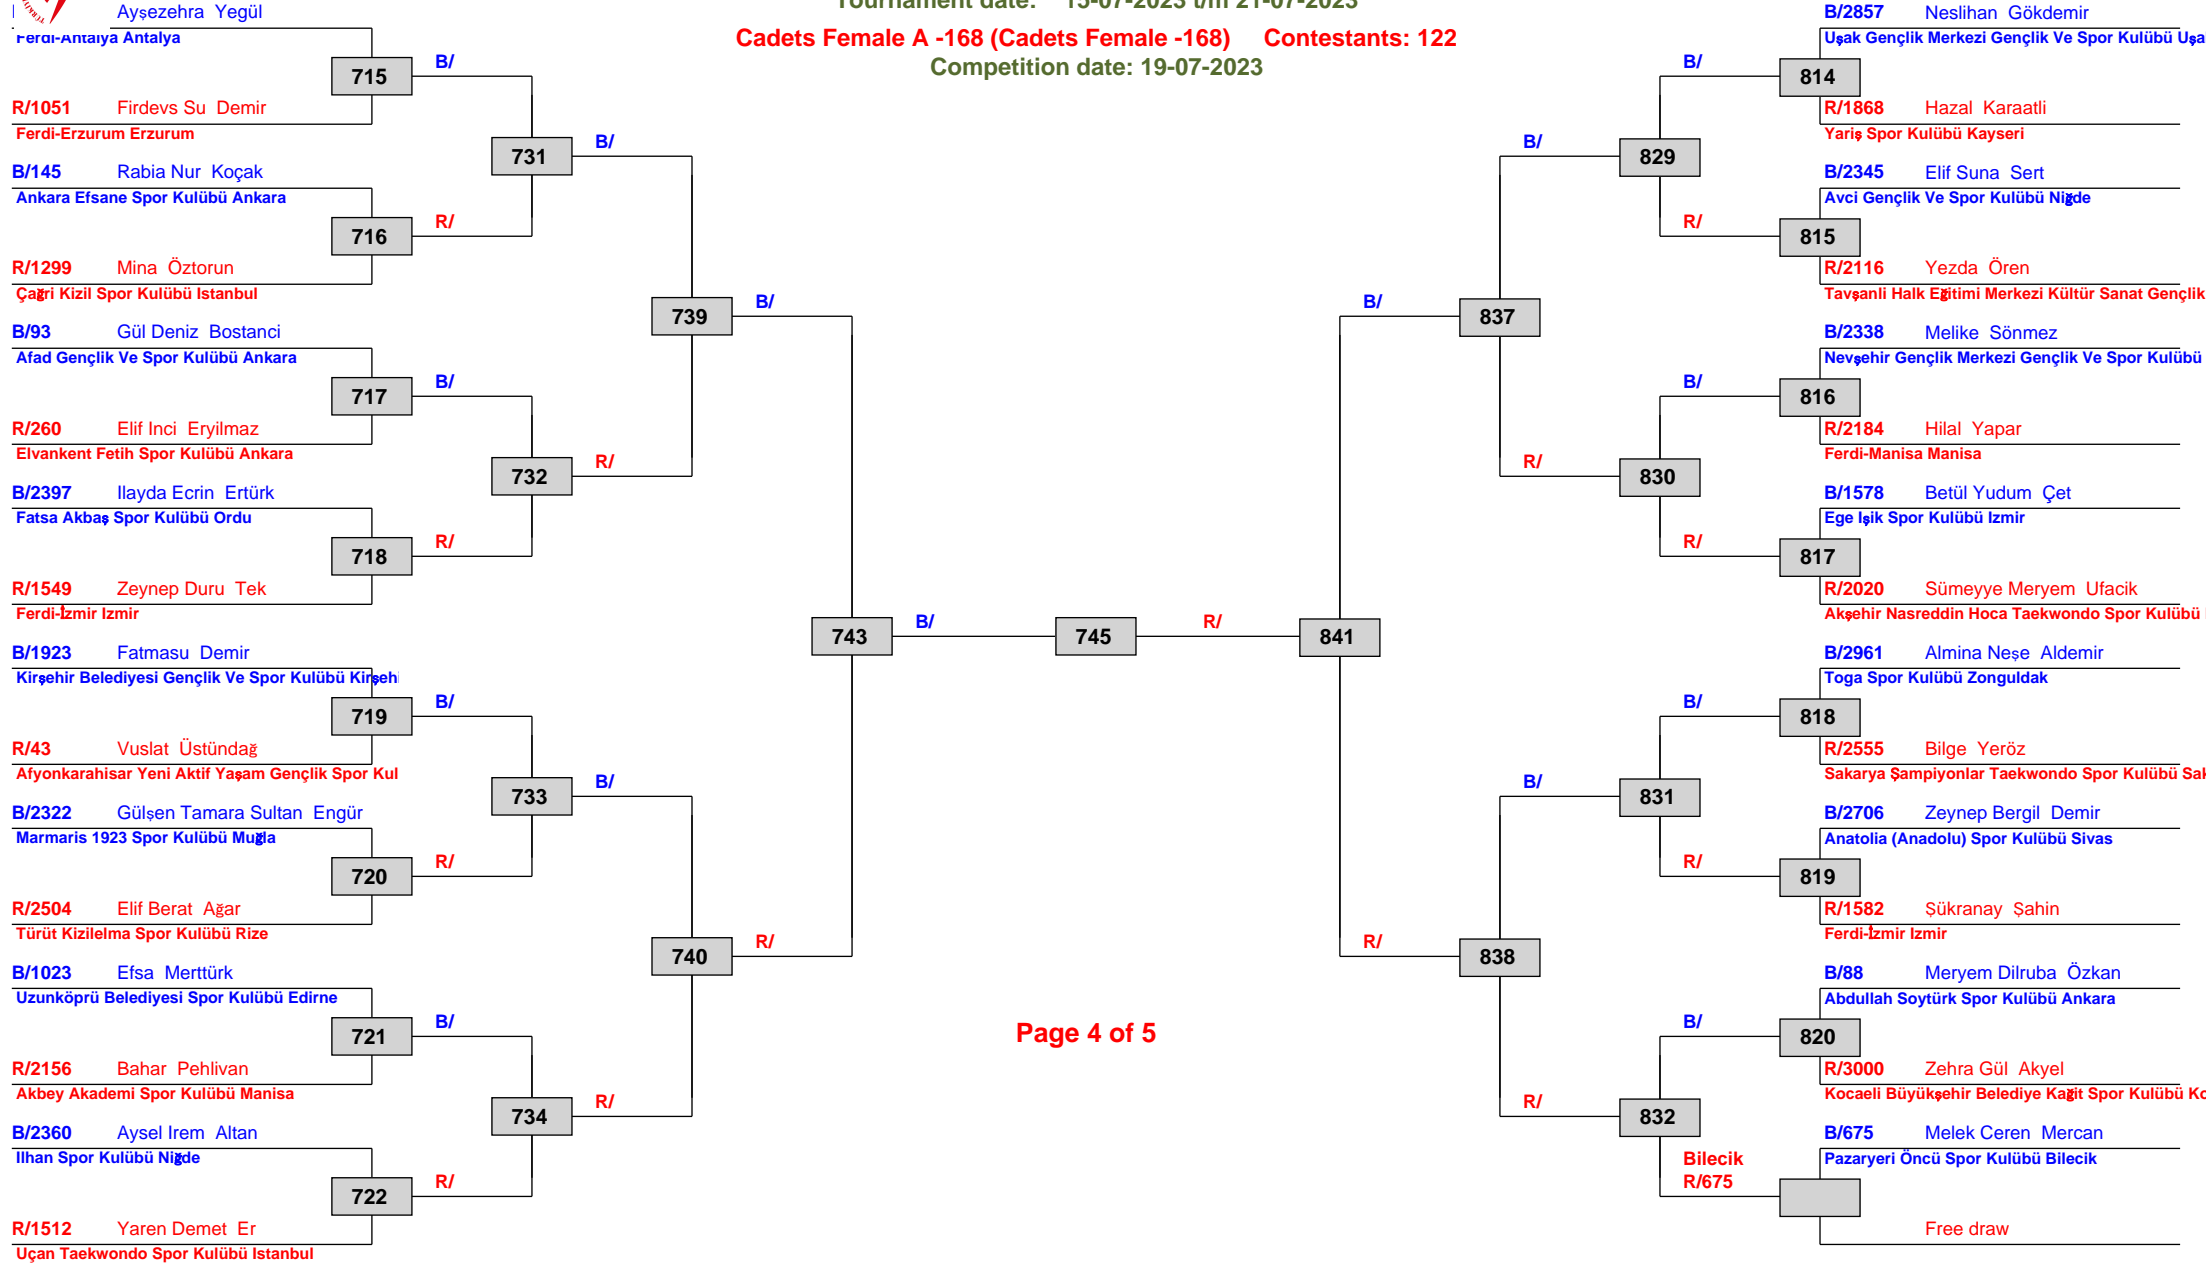 Tournament date: 15-07-2023 t/m 21-07-2023
Cadets Female A -168 (Cadets Female -168) Contestants: 122
Competition date: 19-07-2023
Ayşezehra Yegül
Ferdi-Antalya Antalya
715
B/
R/1051 Firdevs Su Demir
Ferdi-Erzurum Erzurum
731
B/
B/145 Rabia Nur Koçak
Ankara Efsane Spor Kulübü Ankara
716
R/
R/1299 Mina Öztorun
Çağri Kizil Spor Kulübü Istanbul
739
B/
B/93 Gül Deniz Bostanci
Afad Gençlik Ve Spor Kulübü Ankara
717
B/
R/260 Elif Inci Eryilmaz
Elvankent Fetih Spor Kulübü Ankara
732
R/
B/2397 Ilayda Ecrin Ertürk
Fatsa Akbaş Spor Kulübü Ordu
718
R/
R/1549 Zeynep Duru Tek
Ferdi-İzmir Izmir
743
B/
745
B/1923 Fatmasu Demir
Kirşehir Belediyesi Gençlik Ve Spor Kulübü Kirşehi
719
B/
R/43 Vuslat Üstündağ
Afyonkarahisar Yeni Aktif Yaşam Gençlik Spor Kul
733
B/
B/2322 Gülşen Tamara Sultan Engür
Marmaris 1923 Spor Kulübü Muğla
720
R/
R/2504 Elif Berat Ağar
Türüt Kizilelma Spor Kulübü Rize
740
R/
B/1023 Efsa Merttürk
Uzunköprü Belediyesi Spor Kulübü Edirne
721
B/
R/2156 Bahar Pehlivan
Akbey Akademi Spor Kulübü Manisa
734
R/
B/2360 Aysel Irem Altan
Ilhan Spor Kulübü Niğde
722
R/
R/1512 Yaren Demet Er
Uçan Taekwondo Spor Kulübü Istanbul
Page 4 of 5
B/2857 Neslihan Gökdemir
Uşak Gençlik Merkezi Gençlik Ve Spor Kulübü Uşa
B/
814
R/1868 Hazal Karaatli
Yariş Spor Kulübü Kayseri
B/
829
B/2345 Elif Suna Sert
Avci Gençlik Ve Spor Kulübü Niğde
R/
815
R/2116 Yezda Ören
Tavşanli Halk Eğitimi Merkezi Kültür Sanat Gençlik
B/
837
B/2338 Melike Sönmez
Nevşehir Gençlik Merkezi Gençlik Ve Spor Kulübü
B/
816
R/2184 Hilal Yapar
Ferdi-Manisa Manisa
R/
830
B/1578 Betül Yudum Çet
Ege Işik Spor Kulübü Izmir
R/
817
R/2020 Sümeyye Meryem Ufacik
Akşehir Nasreddin Hoca Taekwondo Spor Kulübü
R/
841
B/2961 Almina Neşe Aldemir
Toga Spor Kulübü Zonguldak
B/
818
R/2555 Bilge Yeröz
Sakarya Şampiyonlar Taekwondo Spor Kulübü Sak
B/
831
B/2706 Zeynep Bergil Demir
Anatolia (Anadolu) Spor Kulübü Sivas
R/
819
R/1582 Şükranay Şahin
Ferdi-İzmir Izmir
R/
838
B/88 Meryem Dilruba Özkan
Abdullah Soytürk Spor Kulübü Ankara
B/
820
R/3000 Zehra Gül Akyel
Kocaeli Büyükşehir Belediye Kağit Spor Kulübü Ko
R/
832
B/675 Melek Ceren Mercan
Pazaryeri Öncü Spor Kulübü Bilecik
Bilecik
R/675
Free draw